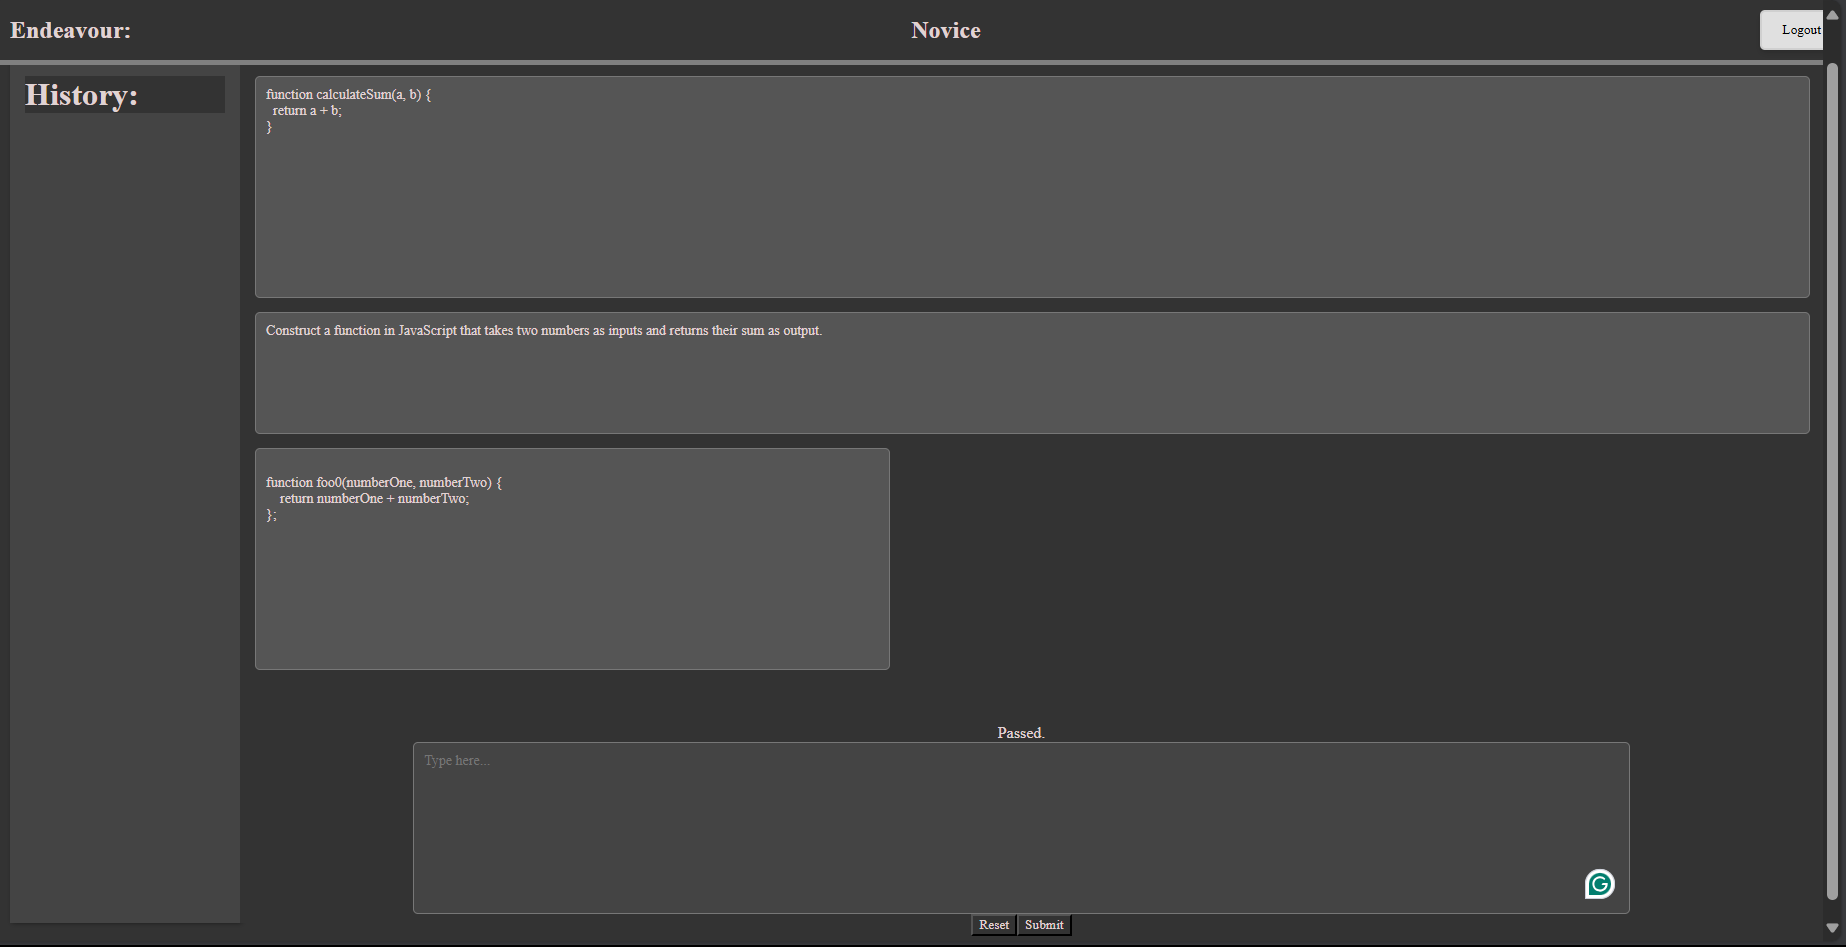 Endeavour:
Novice
Logout
History:
function calculateSum(a, b) {
  return a + b;
}
Construct a function in JavaScript that takes two numbers as inputs and returns their sum as output.
function foo0(numberOne, numberTwo) {
    return numberOne + numberTwo;
};
Passed.
Type here...
Reset Submit